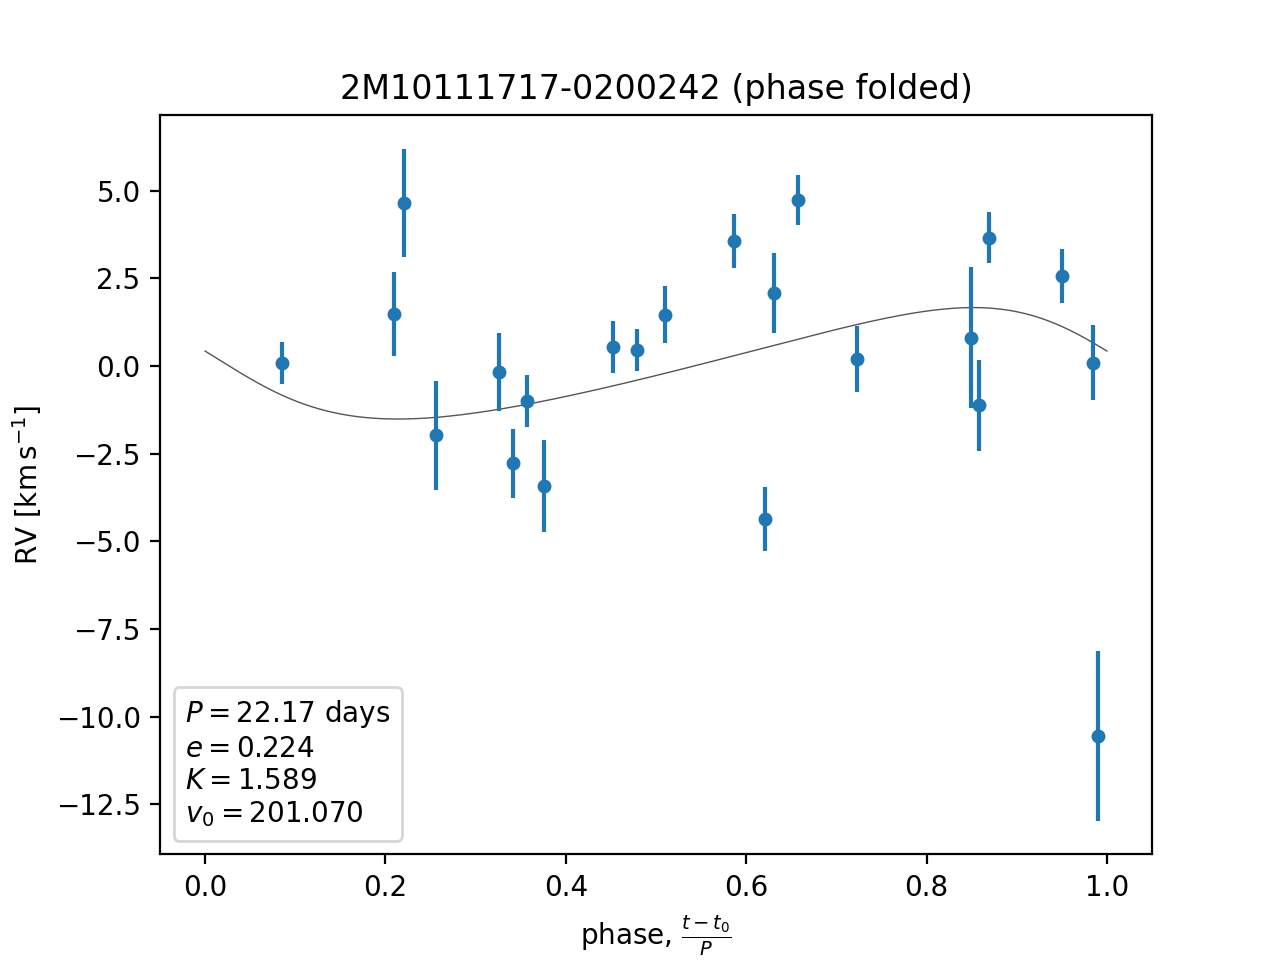 2M10111717-0200242 (phase folded)
RV [km s⁻¹]
5.0
2.5
0.0
−2.5
−5.0
−7.5
−10.0
−12.5
P = 22.17 days
e = 0.224
K = 1.589
v₀ = 201.070
0.0 0.2 0.4 0.6 0.8 1.0
phase, (t − t₀)/P